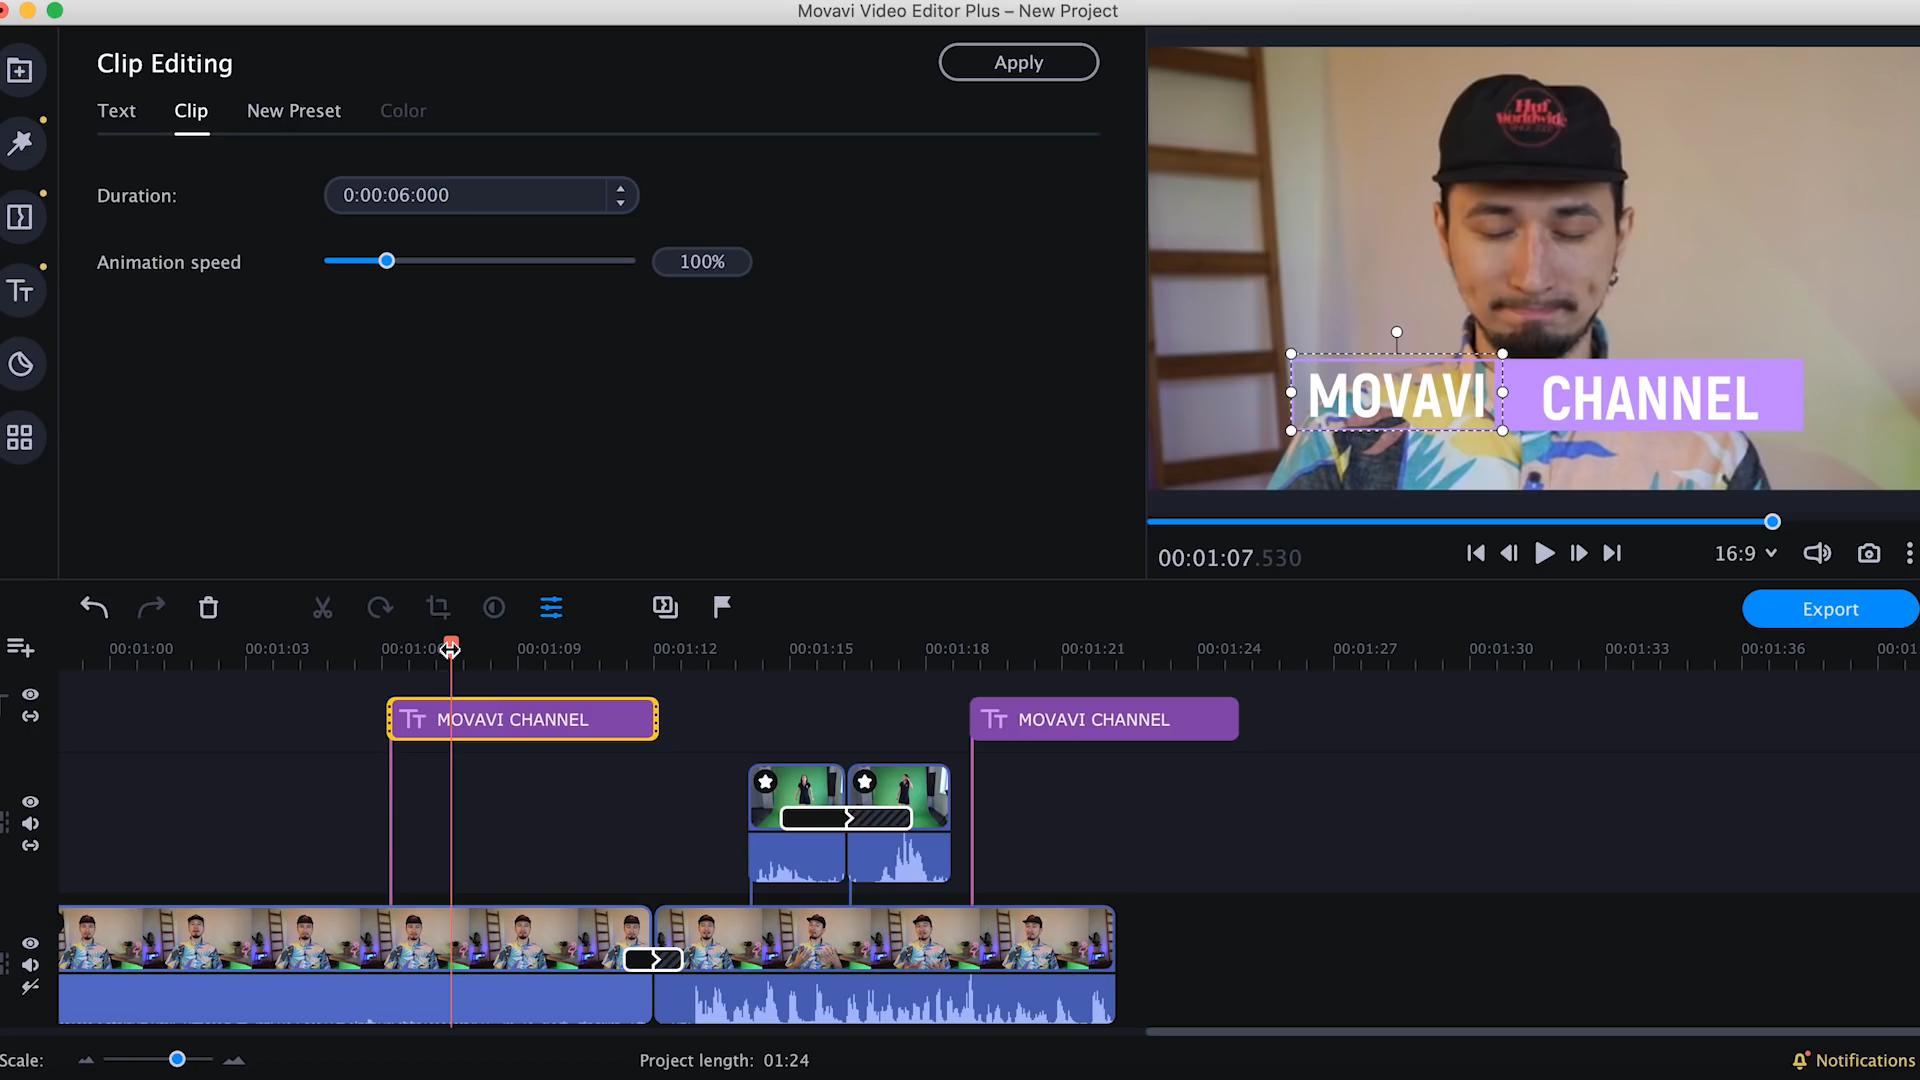 Movavi Video Editor Plus – New Project
Clip Editing
Apply
Text
Clip
New Preset
Color
Duration:
0:00:06:000
Animation speed
100%
Huf
Worldwide
MOVAVI
CHANNEL
00:01:07.530
16:9
Export
00:01:00
00:01:03
00:01:0
00:01:09
00:01:12
00:01:15
00:01:18
00:01:21
00:01:24
00:01:27
00:01:30
00:01:33
00:01:36
00:01
MOVAVI CHANNEL
MOVAVI CHANNEL
Scale:
Project length: 01:24
Notifications